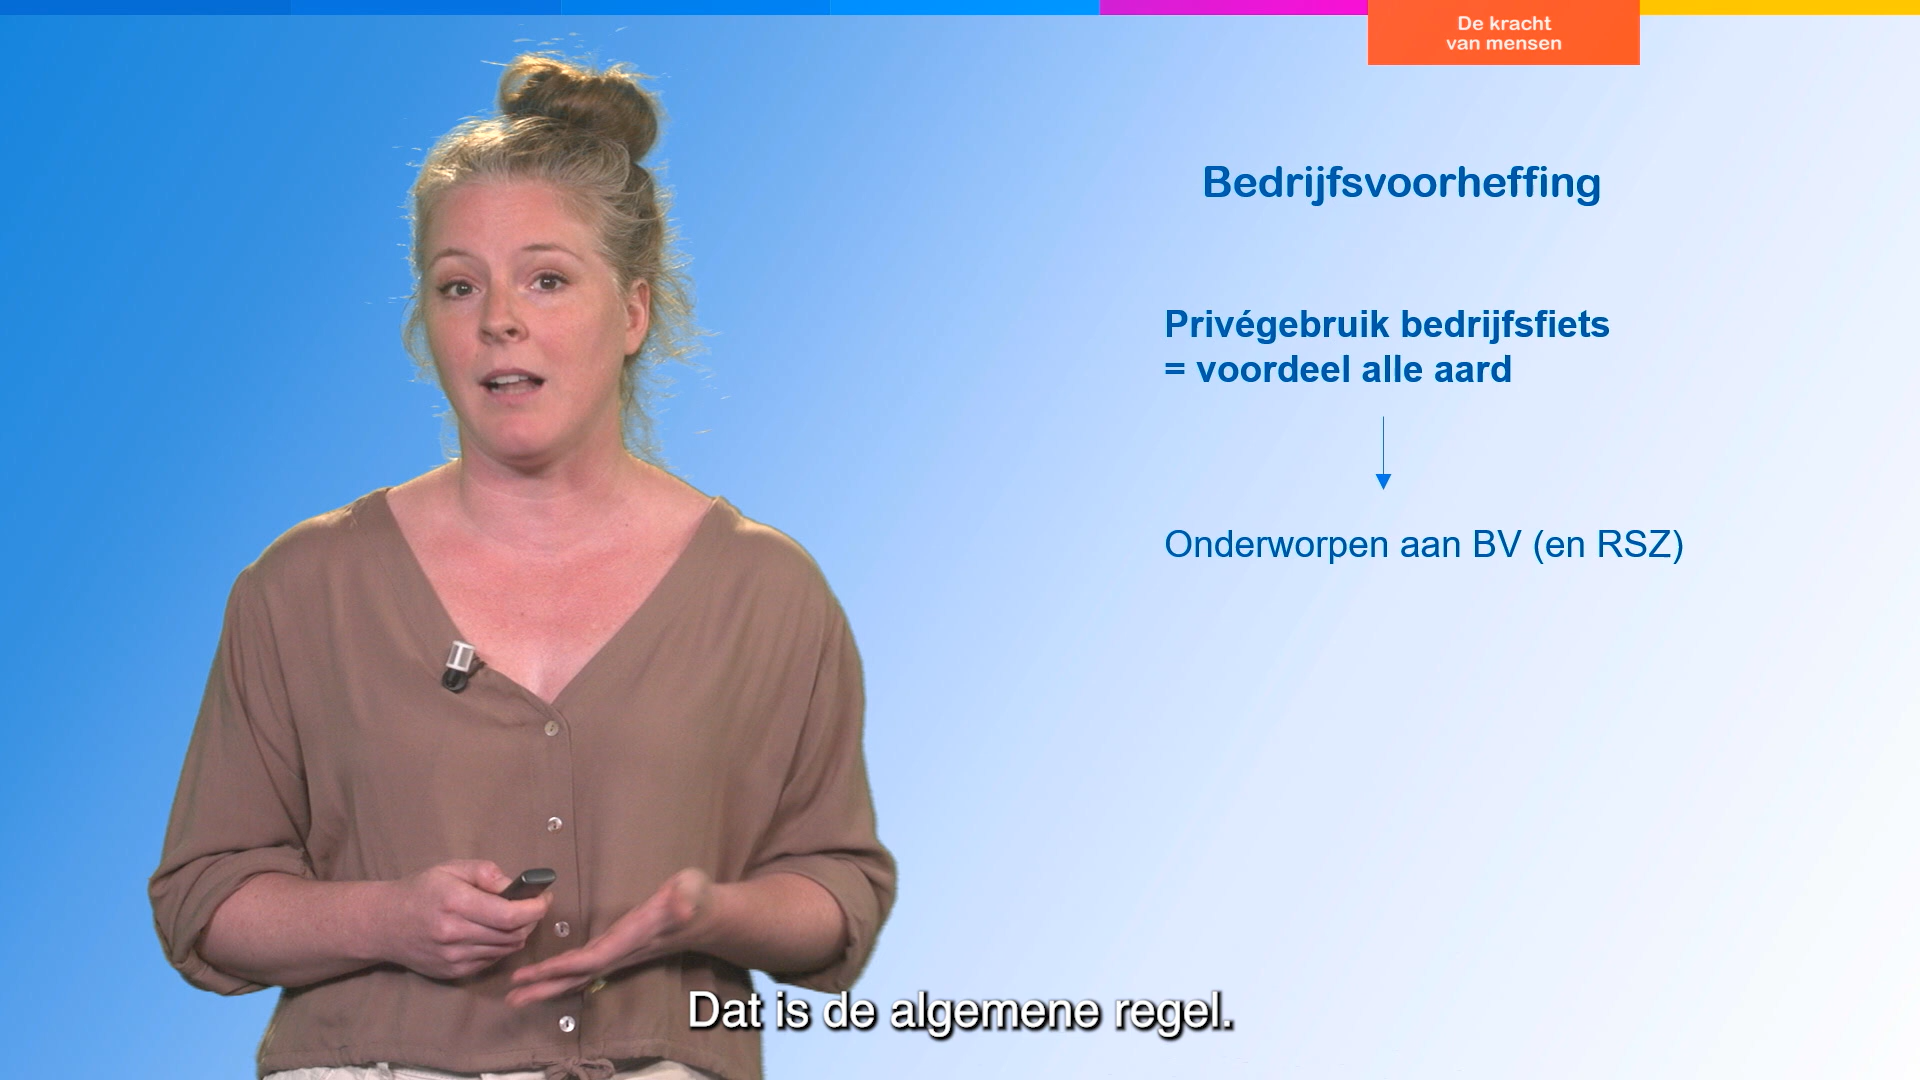 De kracht
van mensen
Bedrijfsvoorheffing
Privégebruik bedrijfsfiets
= voordeel alle aard
Onderworpen aan BV (en RSZ)
Dat is de algemene regel.